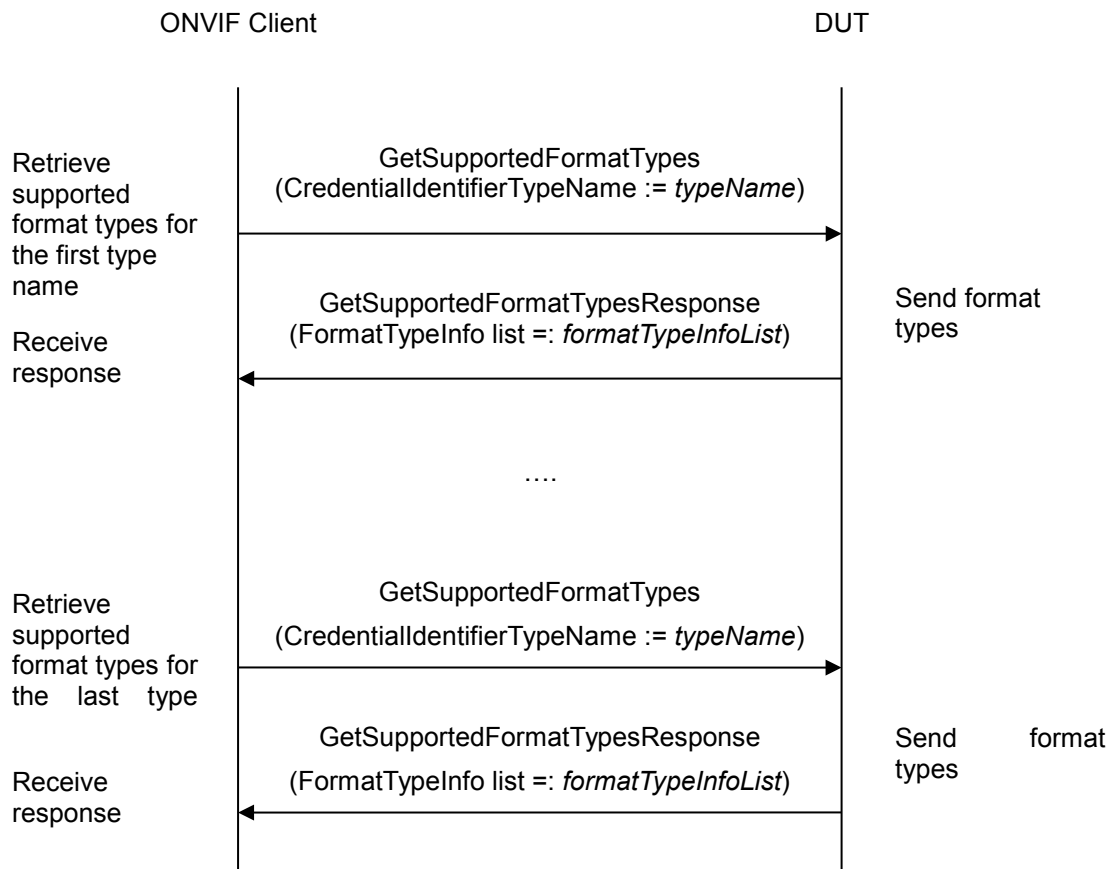 ONVIF Client
DUT
Retrieve
supported
format types for
the first type
name
GetSupportedFormatTypes
(CredentialIdentifierTypeName := typeName)
GetSupportedFormatTypesResponse
(FormatTypeInfo list =: formatTypeInfoList)
Send format
types
Receive
response
....
Retrieve
supported
format types for
the last type
GetSupportedFormatTypes
(CredentialIdentifierTypeName := typeName)
GetSupportedFormatTypesResponse
(FormatTypeInfo list =: formatTypeInfoList)
Send format
types
Receive
response